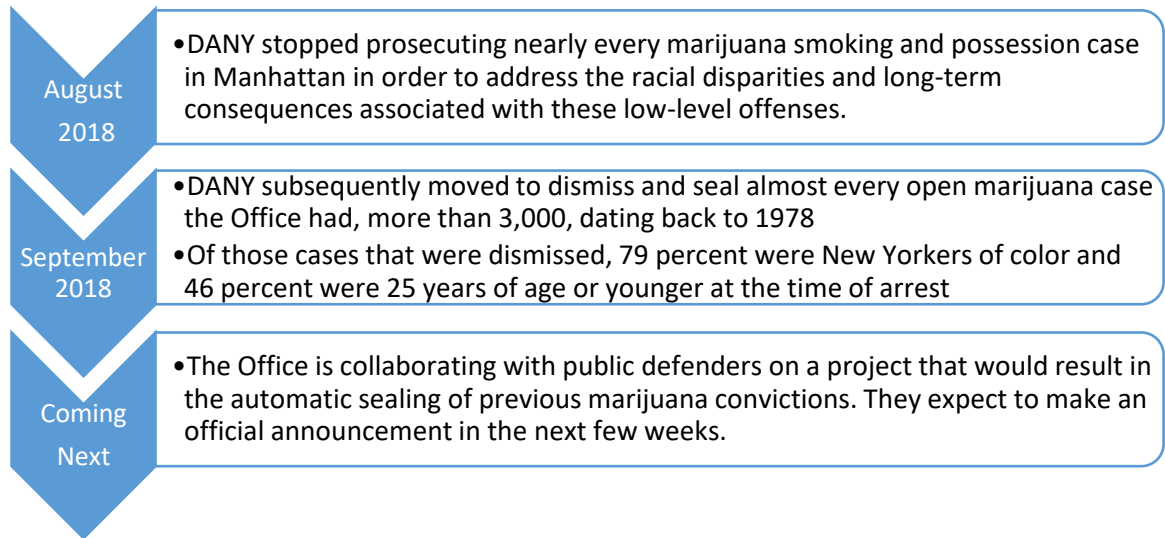 August
2018
•DANY stopped prosecuting nearly every marijuana smoking and possession case
in Manhattan in order to address the racial disparities and long-term
consequences associated with these low-level offenses.
September
2018
•DANY subsequently moved to dismiss and seal almost every open marijuana case
the Office had, more than 3,000, dating back to 1978
•Of those cases that were dismissed, 79 percent were New Yorkers of color and
46 percent were 25 years of age or younger at the time of arrest
Coming
Next
•The Office is collaborating with public defenders on a project that would result in
the automatic sealing of previous marijuana convictions. They expect to make an
official announcement in the next few weeks.